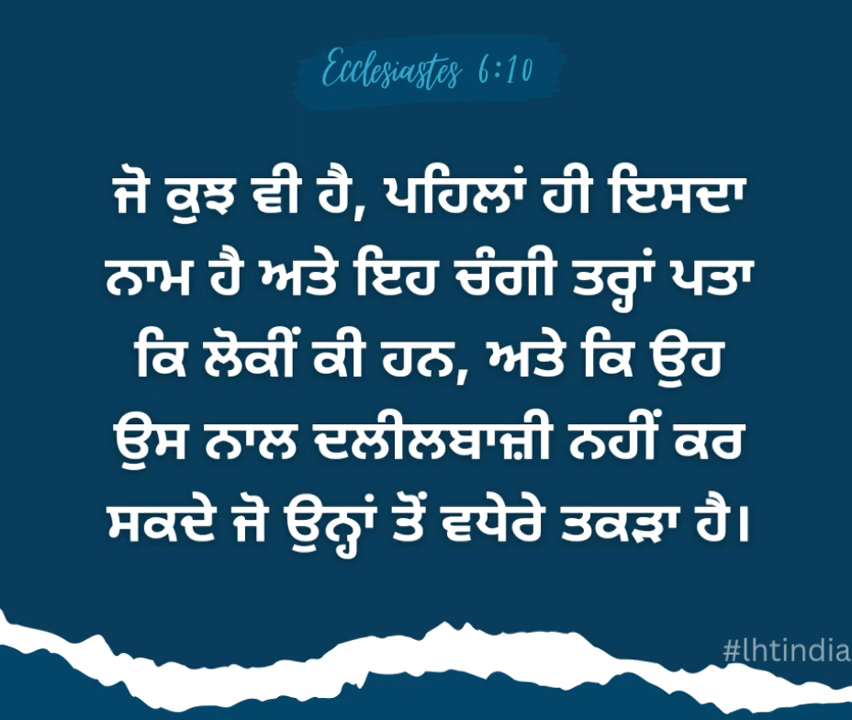 Ecclesiastes 6:10
ਜੋ ਕੁਝ ਵੀ ਹੈ, ਪਹਿਲਾਂ ਹੀ ਇਸਦਾ
ਨਾਮ ਹੈ ਅਤੇ ਇਹ ਚੰਗੀ ਤਰ੍ਹਾਂ ਪਤਾ
ਕਿ ਲੋਕੀਂ ਕੀ ਹਨ, ਅਤੇ ਕਿ ਉਹ
ਉਸ ਨਾਲ ਦਲੀਲਬਾਜ਼ੀ ਨਹੀਂ ਕਰ
ਸਕਦੇ ਜੋ ਉਨ੍ਹਾਂ ਤੋਂ ਵਧੇਰੇ ਤਕੜਾ ਹੈ।
#lhtindia